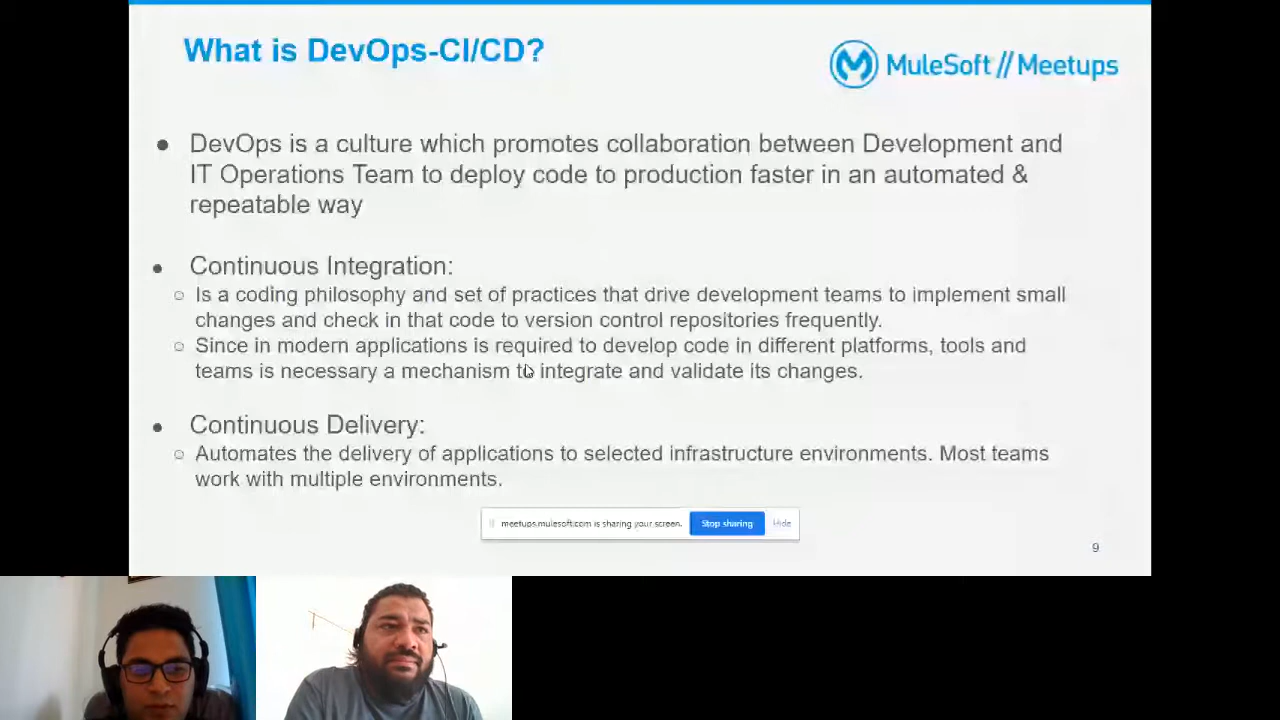 What is DevOps-CI/CD?
MuleSoft // Meetups
● DevOps is a culture which promotes collaboration between Development and
IT Operations Team to deploy code to production faster in an automated &
repeatable way
● Continuous Integration:
○ Is a coding philosophy and set of practices that drive development teams to implement small
changes and check in that code to version control repositories frequently.
○ Since in modern applications is required to develop code in different platforms, tools and
teams is necessary a mechanism to integrate and validate its changes.
● Continuous Delivery:
○ Automates the delivery of applications to selected infrastructure environments. Most teams
work with multiple environments.
meetups.mulesoft.com is sharing your screen. Stop sharing Hide
9